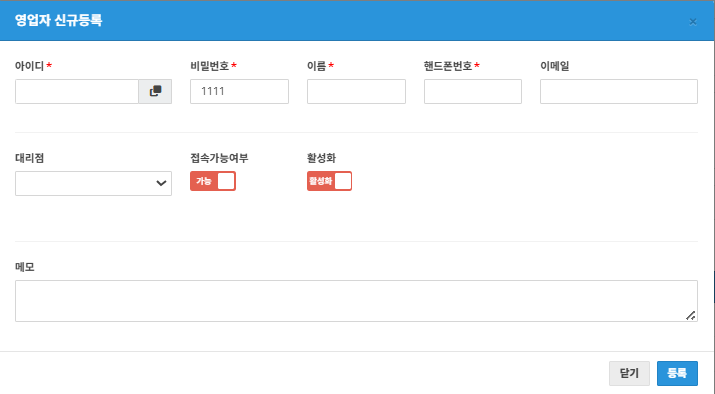 영업자 신규등록 ×
아이디 * 비밀번호 * 이름 * 핸드폰번호 * 이메일
1111
대리점 접속가능여부 활성화
가능 활성화
메모
닫기 등록